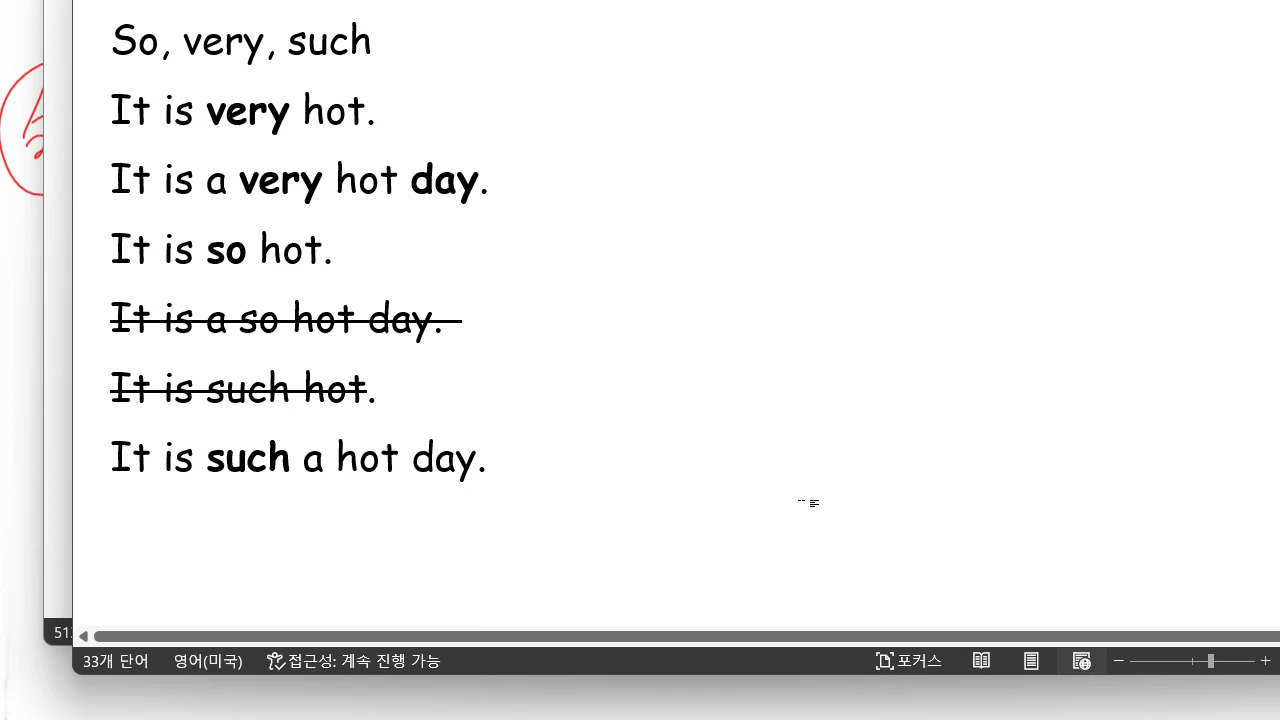 So, very, such
It is very hot.
It is a very hot day.
It is so hot.
It is a so hot day.
It is such hot.
It is such a hot day.
33개 단어 영어(미국) 접근성: 계속 진행 가능 포커스